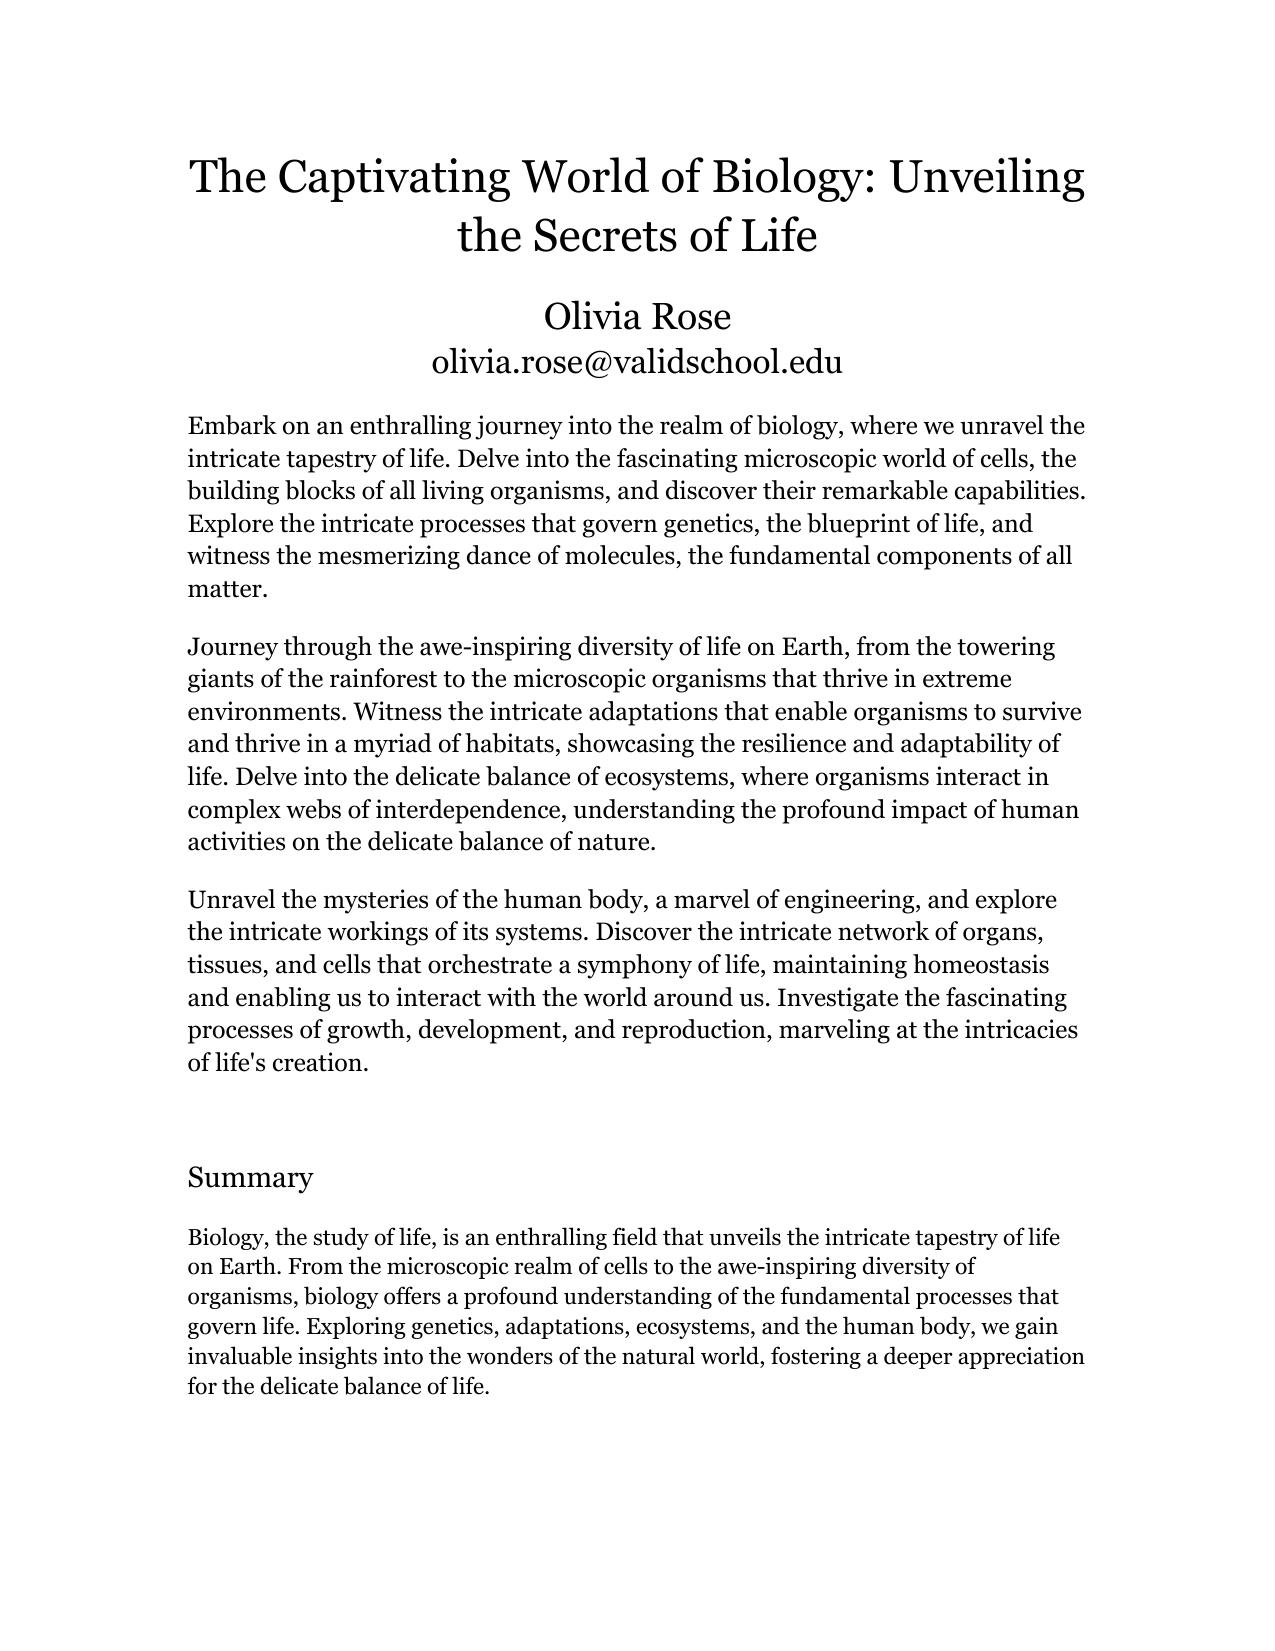 The Captivating World of Biology: Unveiling
the Secrets of Life
Olivia Rose
olivia.rose@validschool.edu
Embark on an enthralling journey into the realm of biology, where we unravel the
intricate tapestry of life. Delve into the fascinating microscopic world of cells, the
building blocks of all living organisms, and discover their remarkable capabilities.
Explore the intricate processes that govern genetics, the blueprint of life, and
witness the mesmerizing dance of molecules, the fundamental components of all
matter.
Journey through the awe-inspiring diversity of life on Earth, from the towering
giants of the rainforest to the microscopic organisms that thrive in extreme
environments. Witness the intricate adaptations that enable organisms to survive
and thrive in a myriad of habitats, showcasing the resilience and adaptability of
life. Delve into the delicate balance of ecosystems, where organisms interact in
complex webs of interdependence, understanding the profound impact of human
activities on the delicate balance of nature.
Unravel the mysteries of the human body, a marvel of engineering, and explore
the intricate workings of its systems. Discover the intricate network of organs,
tissues, and cells that orchestrate a symphony of life, maintaining homeostasis
and enabling us to interact with the world around us. Investigate the fascinating
processes of growth, development, and reproduction, marveling at the intricacies
of life's creation.
Summary
Biology, the study of life, is an enthralling field that unveils the intricate tapestry of life
on Earth. From the microscopic realm of cells to the awe-inspiring diversity of
organisms, biology offers a profound understanding of the fundamental processes that
govern life. Exploring genetics, adaptations, ecosystems, and the human body, we gain
invaluable insights into the wonders of the natural world, fostering a deeper appreciation
for the delicate balance of life.